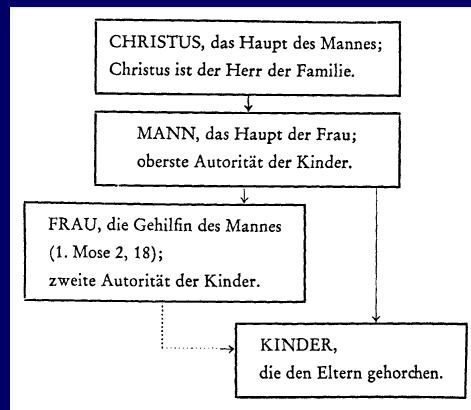 CHRISTUS, das Haupt des Mannes;
Christus ist der Herr der Familie.
MANN, das Haupt der Frau;
oberste Autorität der Kinder.
FRAU, die Gehilfin des Mannes
(1. Mose 2, 18);
zweite Autorität der Kinder.
KINDER,
die den Eltern gehorchen.